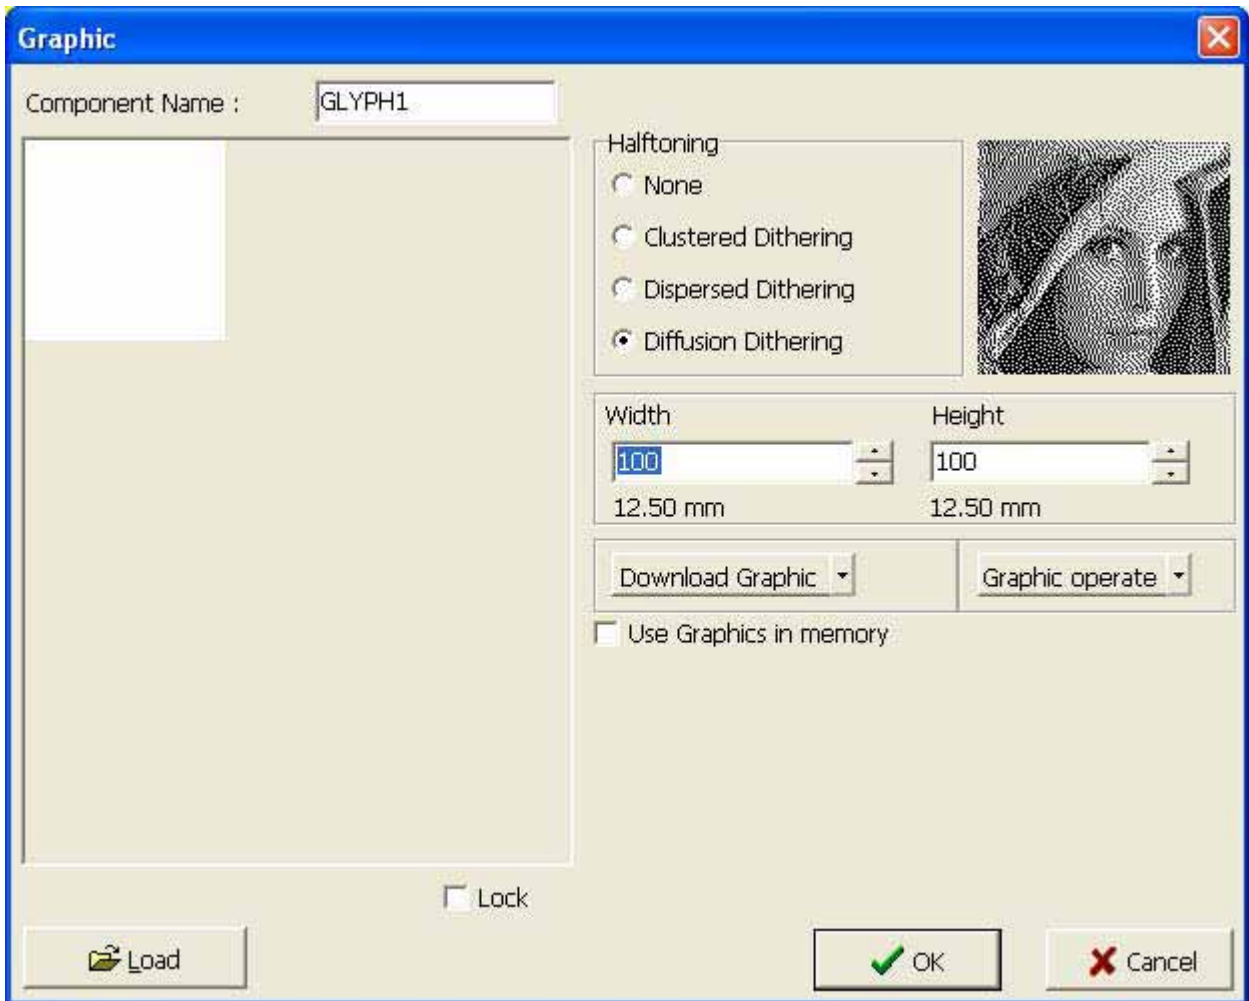 Graphic
Component Name :
GLYPH1
Halftoning
None
Clustered Dithering
Dispersed Dithering
Diffusion Dithering
Width
Height
100
100
12.50 mm
12.50 mm
Download Graphic
Graphic operate
Use Graphics in memory
Lock
Load
OK
Cancel